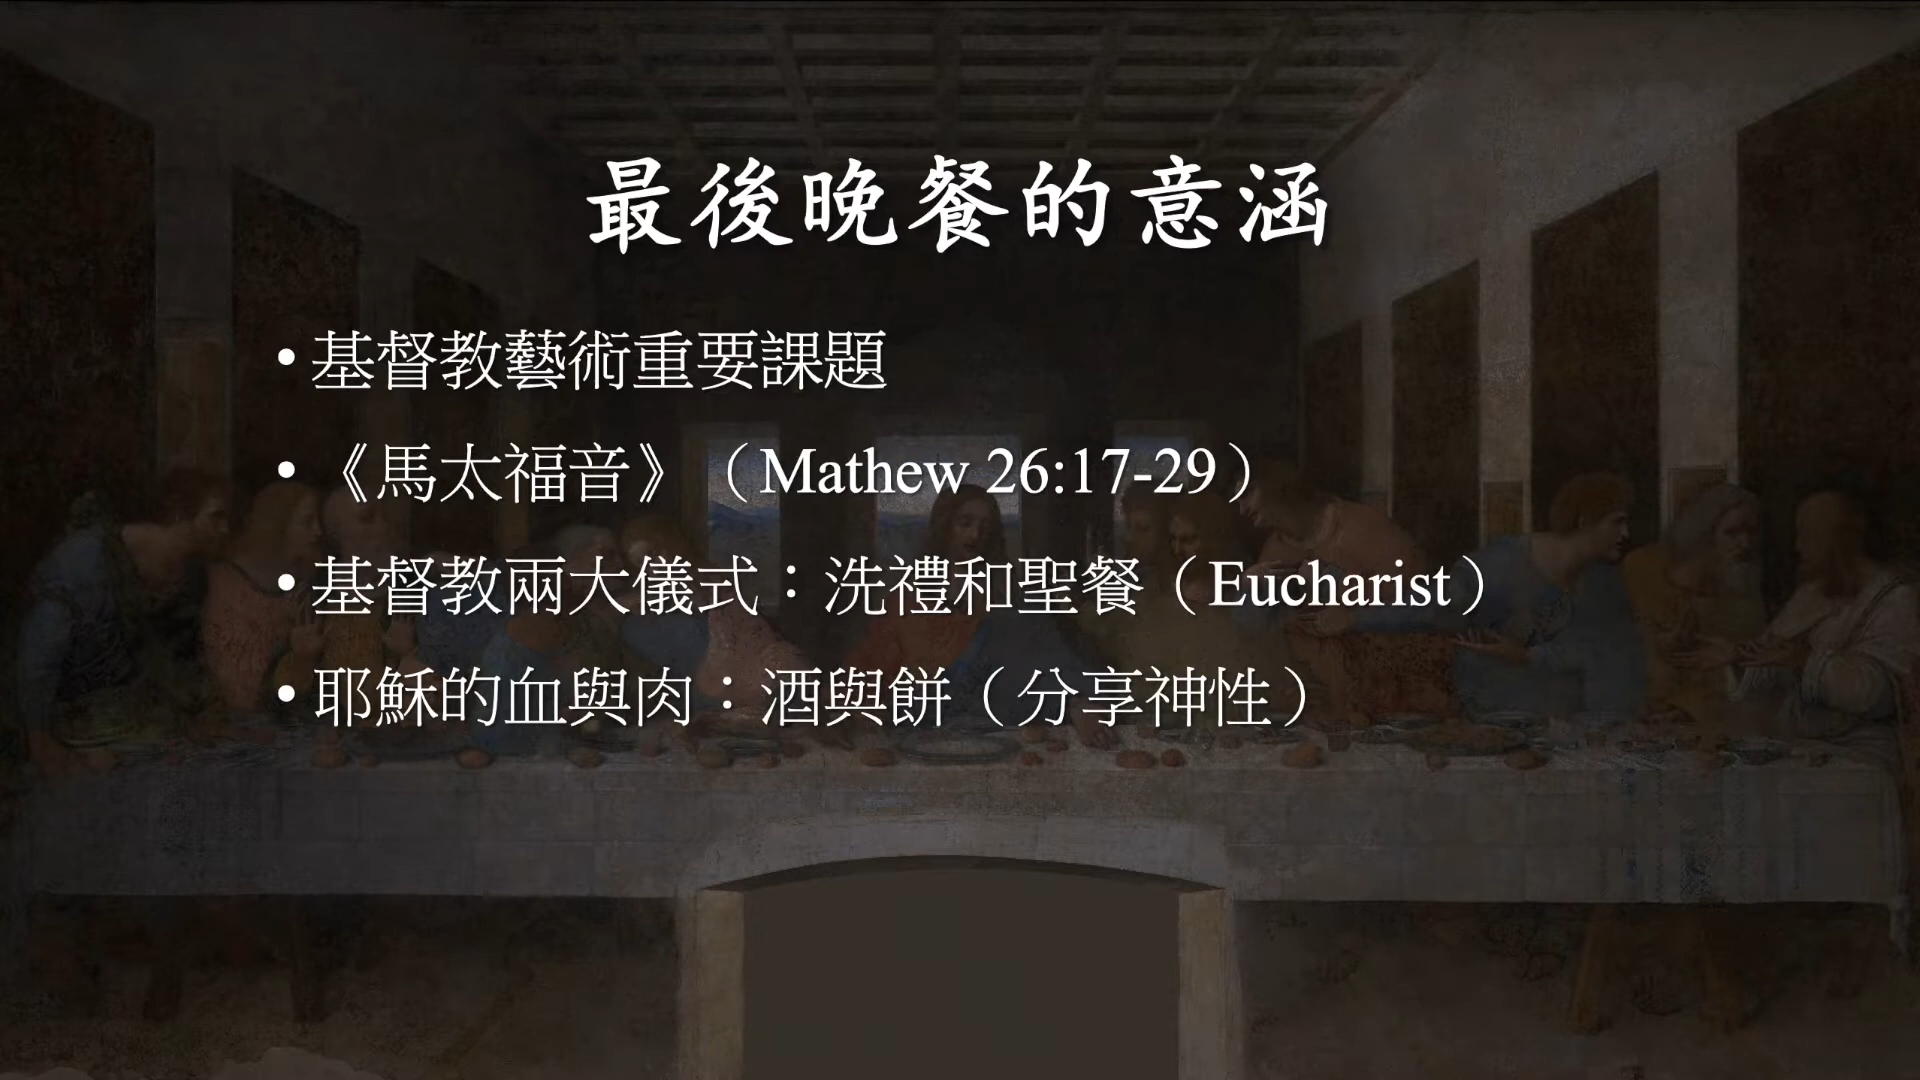 最後晚餐的意涵
• 基督教藝術重要課題
• 《馬太福音》（Mathew 26:17-29）
• 基督教兩大儀式：洗禮和聖餐（Eucharist）
• 耶穌的血與肉：酒與餅（分享神性）